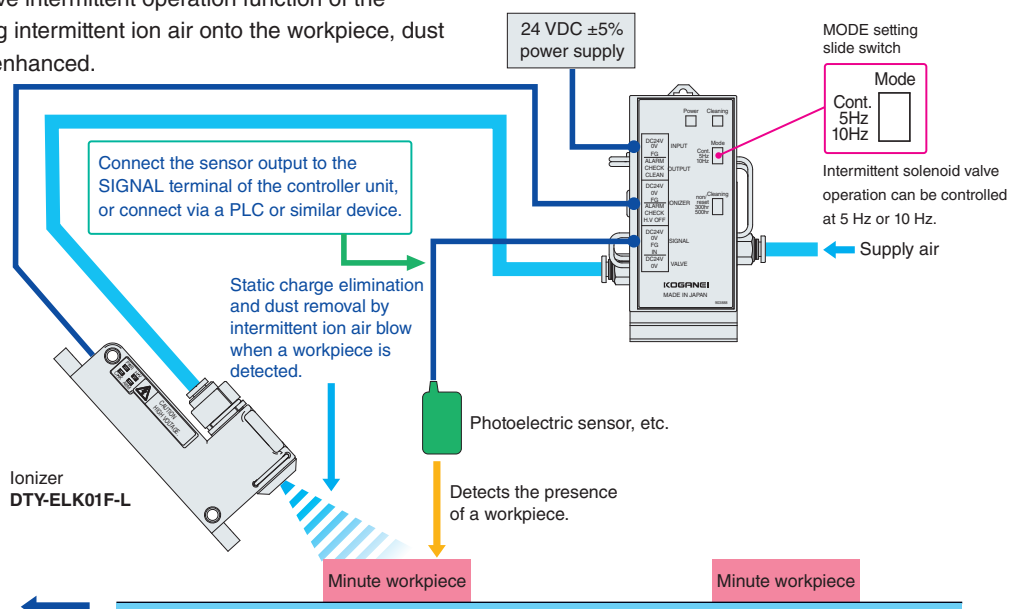 ve intermittent operation function of the
g intermittent ion air onto the workpiece, dust
enhanced.
24 VDC ±5%
power supply
MODE setting
slide switch
Mode
Cont.
5Hz
10Hz
Intermittent solenoid valve
operation can be controlled
at 5 Hz or 10 Hz.
Supply air
Power Cleaning
DC24V
0V
FG
INPUT
ALARM
CHECK
CLEAN
OUTPUT
Mode
Cont.
5Hz
10Hz
DC24V
0V
FG
ALARM
CHECK
H.V OFF
IONIZER
Cleaning
non
reset
300hr
500hr
DC24V
0V
FG
IN
SIGNAL
DC24V
0V
VALVE
KOGANEI
MADE IN JAPAN
Connect the sensor output to the
SIGNAL terminal of the controller unit,
or connect via a PLC or similar device.
Static charge elimination
and dust removal by
intermittent ion air blow
when a workpiece is
detected.
CAUTION
HIGH VOLTAGE
Photoelectric sensor, etc.
Ionizer
DTY-ELK01F-L
Detects the presence
of a workpiece.
Minute workpiece
Minute workpiece